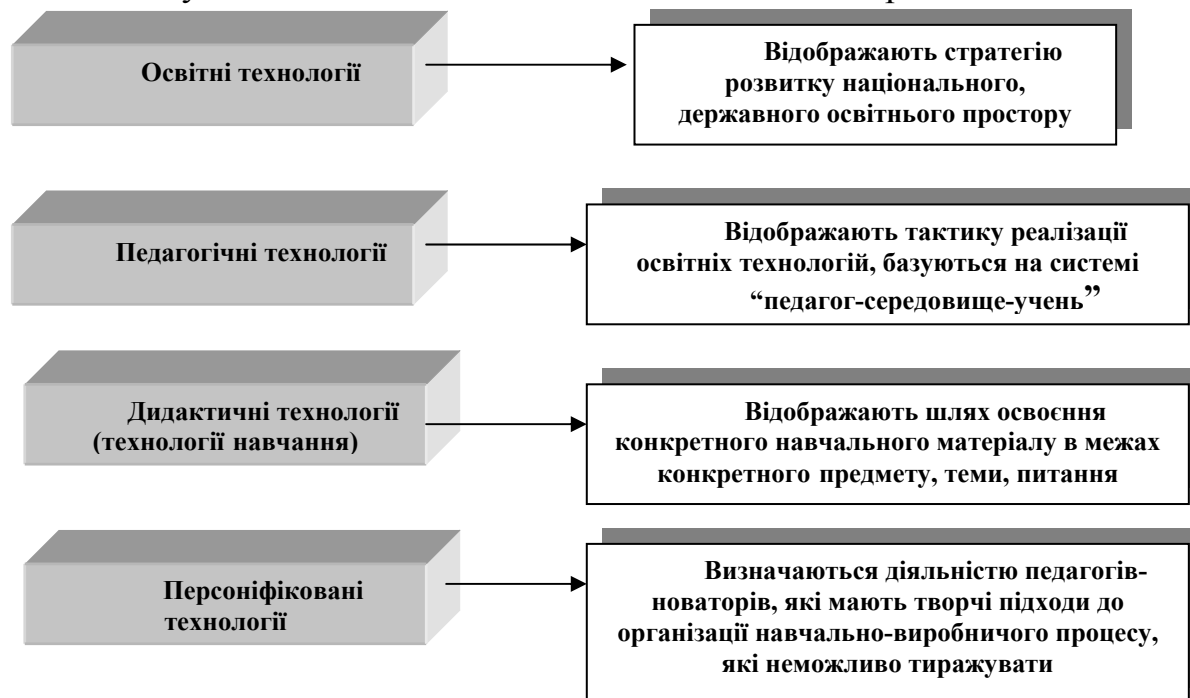 Освітні технології
Відображають стратегію
розвитку національного,
державного освітнього простору
Педагогічні технології
Відображають тактику реалізації
освітніх технологій, базуються на системі
“педагог-середовище-учень”
Дидактичні технології
(технології навчання)
Відображають шлях освоєння
конкретного навчального матеріалу в межах
конкретного предмету, теми, питання
Персоніфіковані
технології
Визначаються діяльністю педагогів-
новаторів, які мають творчі підходи до
організації навчально-виробничого процесу,
які неможливо тиражувати